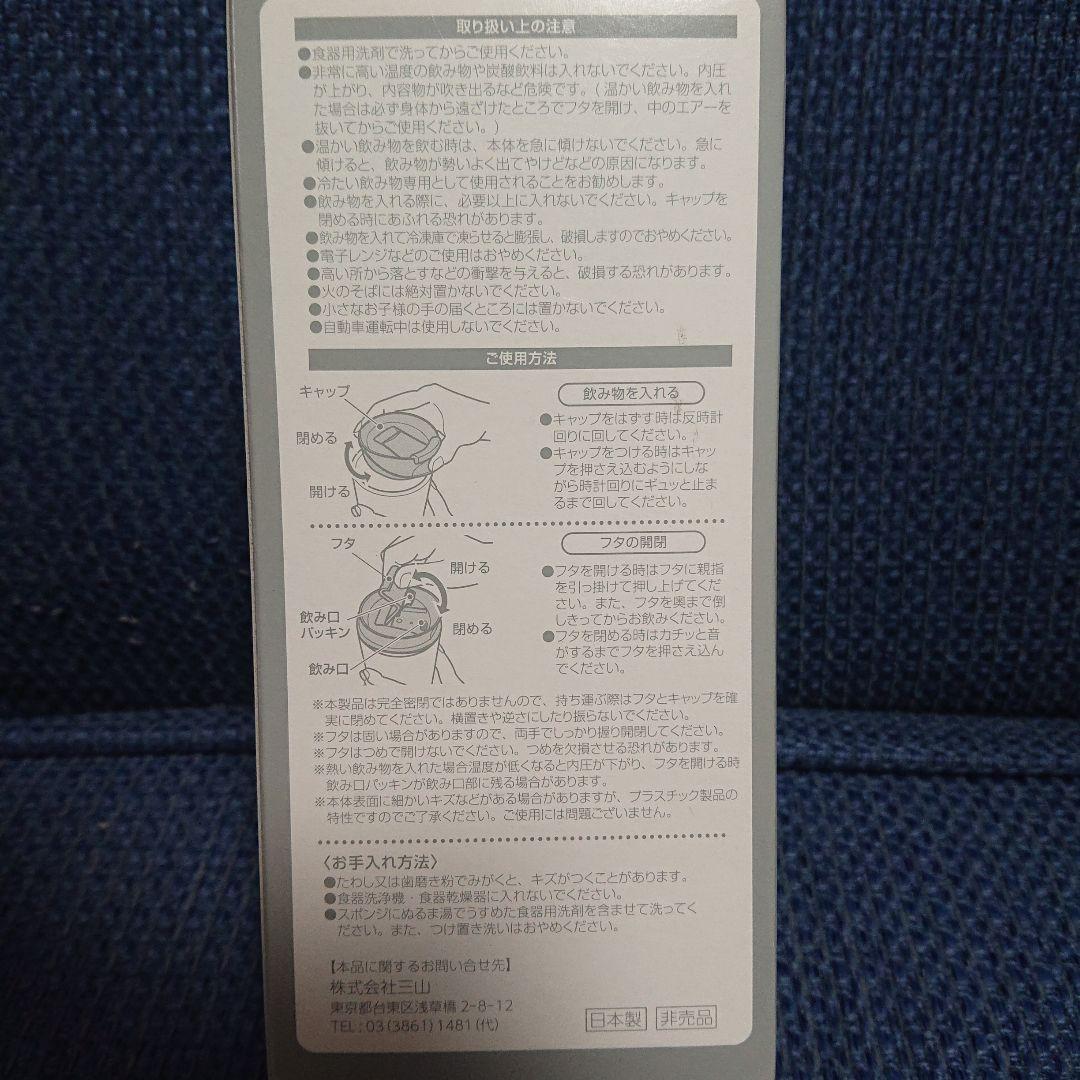 取り扱い上の注意
●食器用洗剤で洗ってからご使用ください。
●非常に高い温度の飲み物や炭酸飲料は入れないでください。内圧
が上がり、内容物が吹き出るなど危険です。(温かい飲み物を入れ
た場合は必ず身体から遠ざけたところでフタを開け、中のエアーを
抜いてからご使用ください。)
●温かい飲み物を飲む時は、本体を急に傾けないでください。急に
傾けると、飲み物が勢いよく出てやけどなどの原因になります。
●冷たい飲み物専用として使用されることをお勧めします。
●飲み物を入れる際に、必要以上に入れないでください。キャップを
閉める時にあふれる恐れがあります。
●飲み物を入れて冷凍庫で凍らせると膨張し、破損しますのでおやめください。
●電子レンジなどのご使用はおやめください。
●高い所から落とすなどの衝撃を与えると、破損する恐れがあります。
●火のそばには絶対置かないでください。
●小さなお子様の手の届くところには置かないでください。
●自動車運転中は使用しないでください。
ご使用方法
キャップ
閉める
開ける
飲み物を入れる
●キャップをはずす時は反時計
回りに回してください。
●キャップをつける時はキャッ
プを押さえ込むようにしな
がら時計回りにギュッと止ま
るまで回してください。
フタ
開ける
飲み口
パッキン
閉める
飲み口
フタの開閉
●フタを開ける時はフタに親指
を引っ掛けて押し上げてくだ
さい。また、フタを奥まで倒
しきってからお飲みください。
●フタを閉める時はカチッと音
がするまでフタを押さえ込ん
でください。
※本製品は完全密閉ではありませんので、持ち運ぶ際はフタとキャップを確
実に閉めてください。横置きや逆さにしたり振らないでください。
※フタは固い場合がありますので、両手でしっかり握り開閉してください。
※フタはつめで開けないでください。つめを欠損させる恐れがあります。
※熱い飲み物を入れた場合温度が低くなると内圧が下がり、フタを開ける時
飲み口パッキンが飲み口部に残る場合があります。
※本体表面に細かいキズなどがある場合がありますが、プラスチック製品の
特性ですのでご了承ください。ご使用には問題ございません。
〈お手入れ方法〉
●たわし又は歯磨き粉でみがくと、キズがつくことがあります。
●食器洗浄機・食器乾燥器に入れないでください。
●スポンジにぬるま湯でうすめた食器用洗剤を含ませて洗ってく
ださい。また、つけ置き洗いはおやめください。
【本品に関するお問い合せ先】
株式会社三山
東京都台東区浅草橋 2-8-12
TEL:03(3861)1481(代)
日本製 非売品